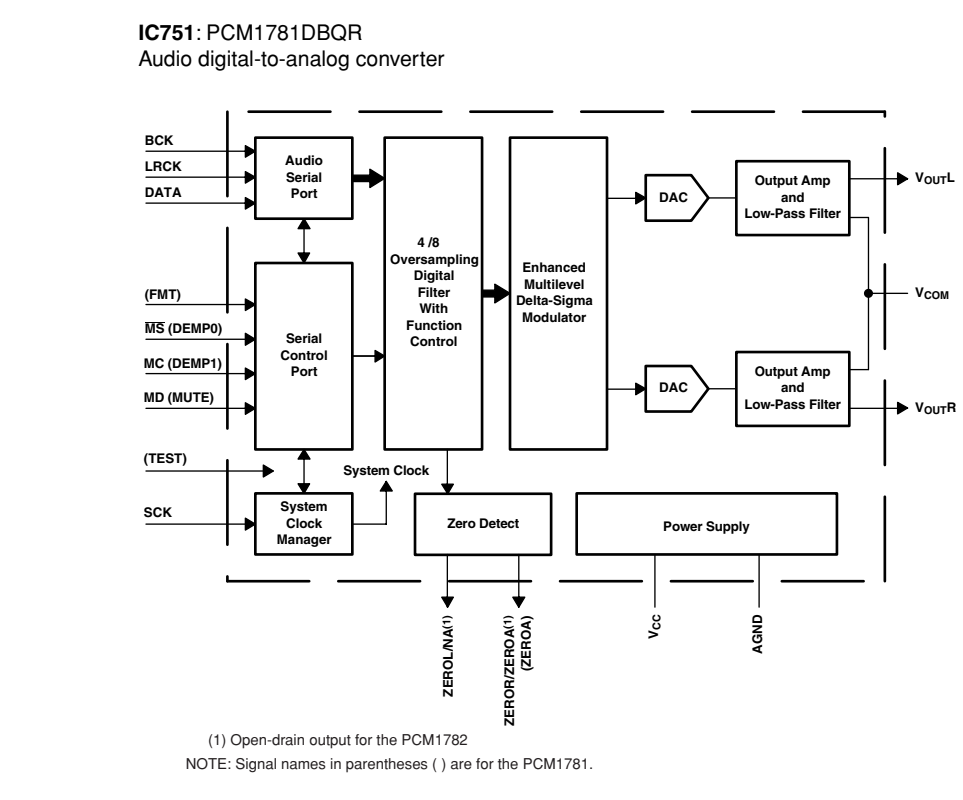 IC751: PCM1781DBQR
Audio digital-to-analog converter
BCK
LRCK
DATA
Audio
Serial
Port
4 /8
Oversampling
Digital
Filter
With
Function
Control
Enhanced
Multilevel
Delta-Sigma
Modulator
DAC
Output Amp
and
Low-Pass Filter
VOUTL
VCOM
(FMT)
MS (DEMP0)
MC (DEMP1)
MD (MUTE)
Serial
Control
Port
DAC
Output Amp
and
Low-Pass Filter
VOUTR
(TEST)
System Clock
SCK
System
Clock
Manager
Zero Detect
Power Supply
ZEROL/NA(1)
ZEROR/ZEROA(1)
(ZEROA)
VCC
AGND
(1) Open-drain output for the PCM1782
NOTE: Signal names in parentheses ( ) are for the PCM1781.